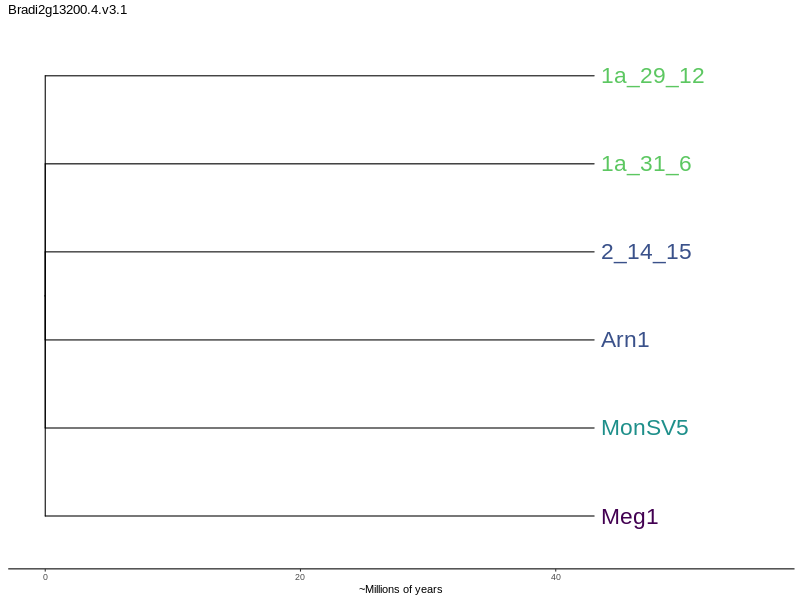 Bradi2g13200.4.v3.1
1a_29_12
1a_31_6
2_14_15
Arn1
MonSV5
Meg1
0 20 40
~Millions of years